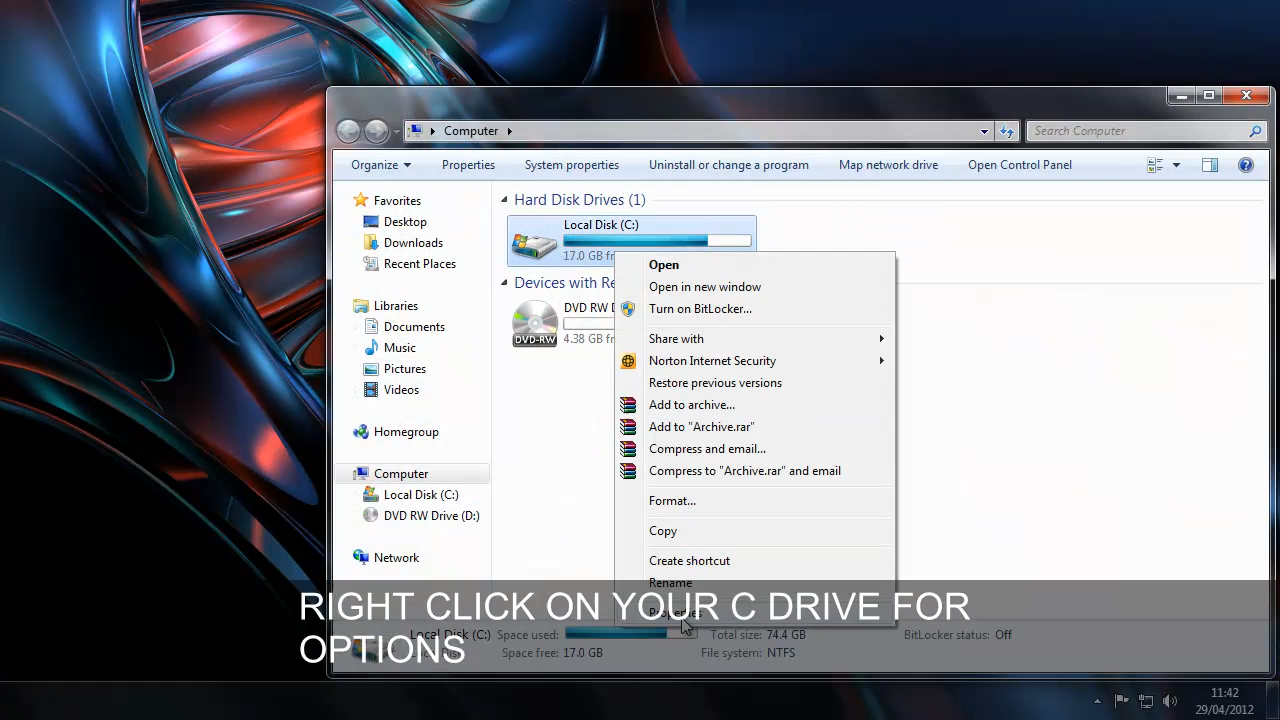 Computer
Search Computer
Organize
Properties
System properties
Uninstall or change a program
Map network drive
Open Control Panel
Favorites
Desktop
Downloads
Recent Places
Libraries
Documents
Music
Pictures
Videos
Homegroup
Computer
Local Disk (C:)
DVD RW Drive (D:)
Network
Hard Disk Drives (1)
Local Disk (C:)
17.0 GB fr
Devices with Re
DVD RW D
4.38 GB fr
DVD-RW
Open
Open in new window
Turn on BitLocker...
Share with
Norton Internet Security
Restore previous versions
Add to archive...
Add to "Archive.rar"
Compress and email...
Compress to "Archive.rar" and email
Format...
Copy
Create shortcut
Rename
Properties
RIGHT CLICK ON YOUR C DRIVE FOR
OPTIONS
Local Disk (C:) Space used: Total size: 74.4 GB BitLocker status: Off
Local Disk Space free: 17.0 GB File system: NTFS
11:42
29/04/2012